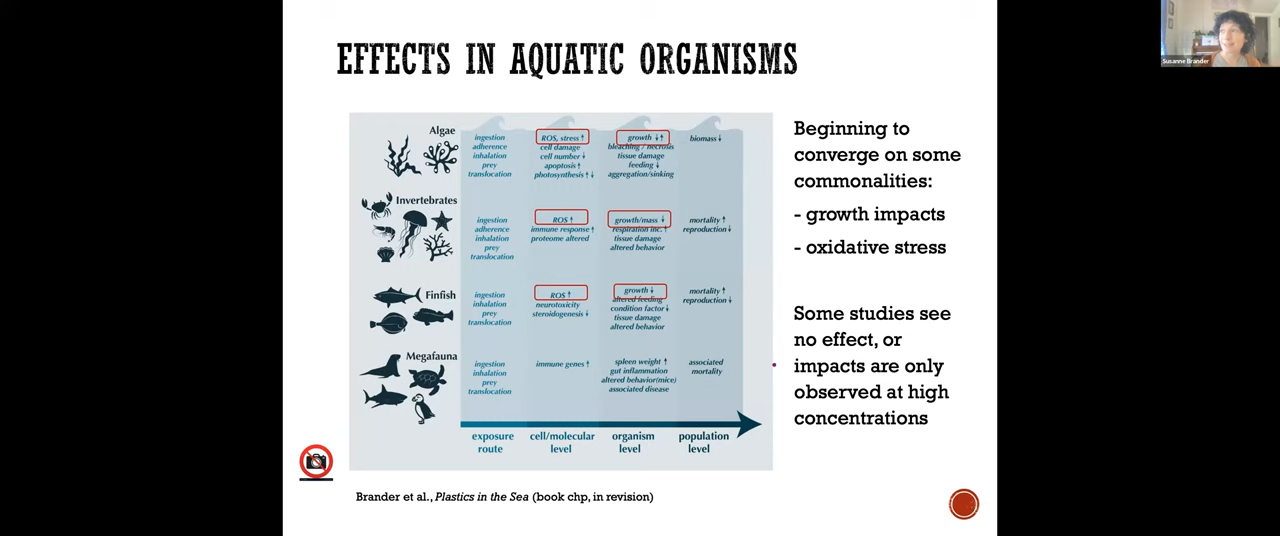 EFFECTS IN AQUATIC ORGANISMS
Susanne Brander
Algae
ingestion
adherence
inhalation
prey
translocation
ROS, stress ↑
cell damage
cell number ↓
apoptosis ↑
photosynthesis ↑ ↓
growth ↓↑
bleaching / necrosis
tissue damage
feeding ↓
aggregation/sinking
biomass ↓
Invertebrates
ingestion
adherence
inhalation
prey
translocation
ROS ↑
immune response ↑
proteome altered
growth/mass ↓
respiration inc. ↑
tissue damage
altered behavior
mortality ↑
reproduction ↓
Finfish
ingestion
inhalation
prey
translocation
ROS ↑
neurotoxicity
steroidogenesis ↓
growth ↓
altered feeding
condition factor ↓
tissue damage
altered behavior
mortality ↑
reproduction ↓
Megafauna
ingestion
inhalation
prey
translocation
immune genes ↑
spleen weight ↑
gut inflammation
altered behavior(mice)
associated disease
associated
mortality
exposure
route
cell/molecular
level
organism
level
population
level
Beginning to
converge on some
commonalities:
- growth impacts
- oxidative stress
Some studies see
no effect, or
impacts are only
observed at high
concentrations
Brander et al., Plastics in the Sea (book chp, in revision)